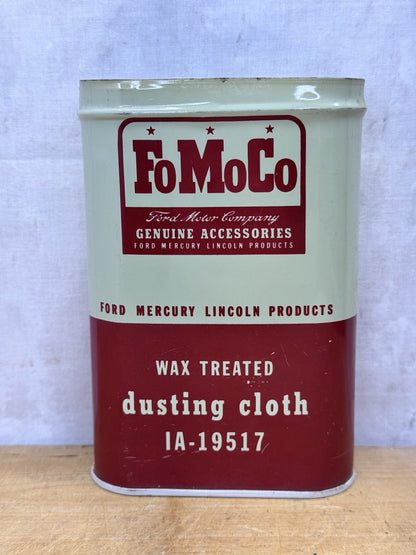 FoMoCo
Ford Motor Company
GENUINE ACCESSORIES
FORD MERCURY LINCOLN PRODUCTS
FORD MERCURY LINCOLN PRODUCTS
WAX TREATED
dusting cloth
IA-19517